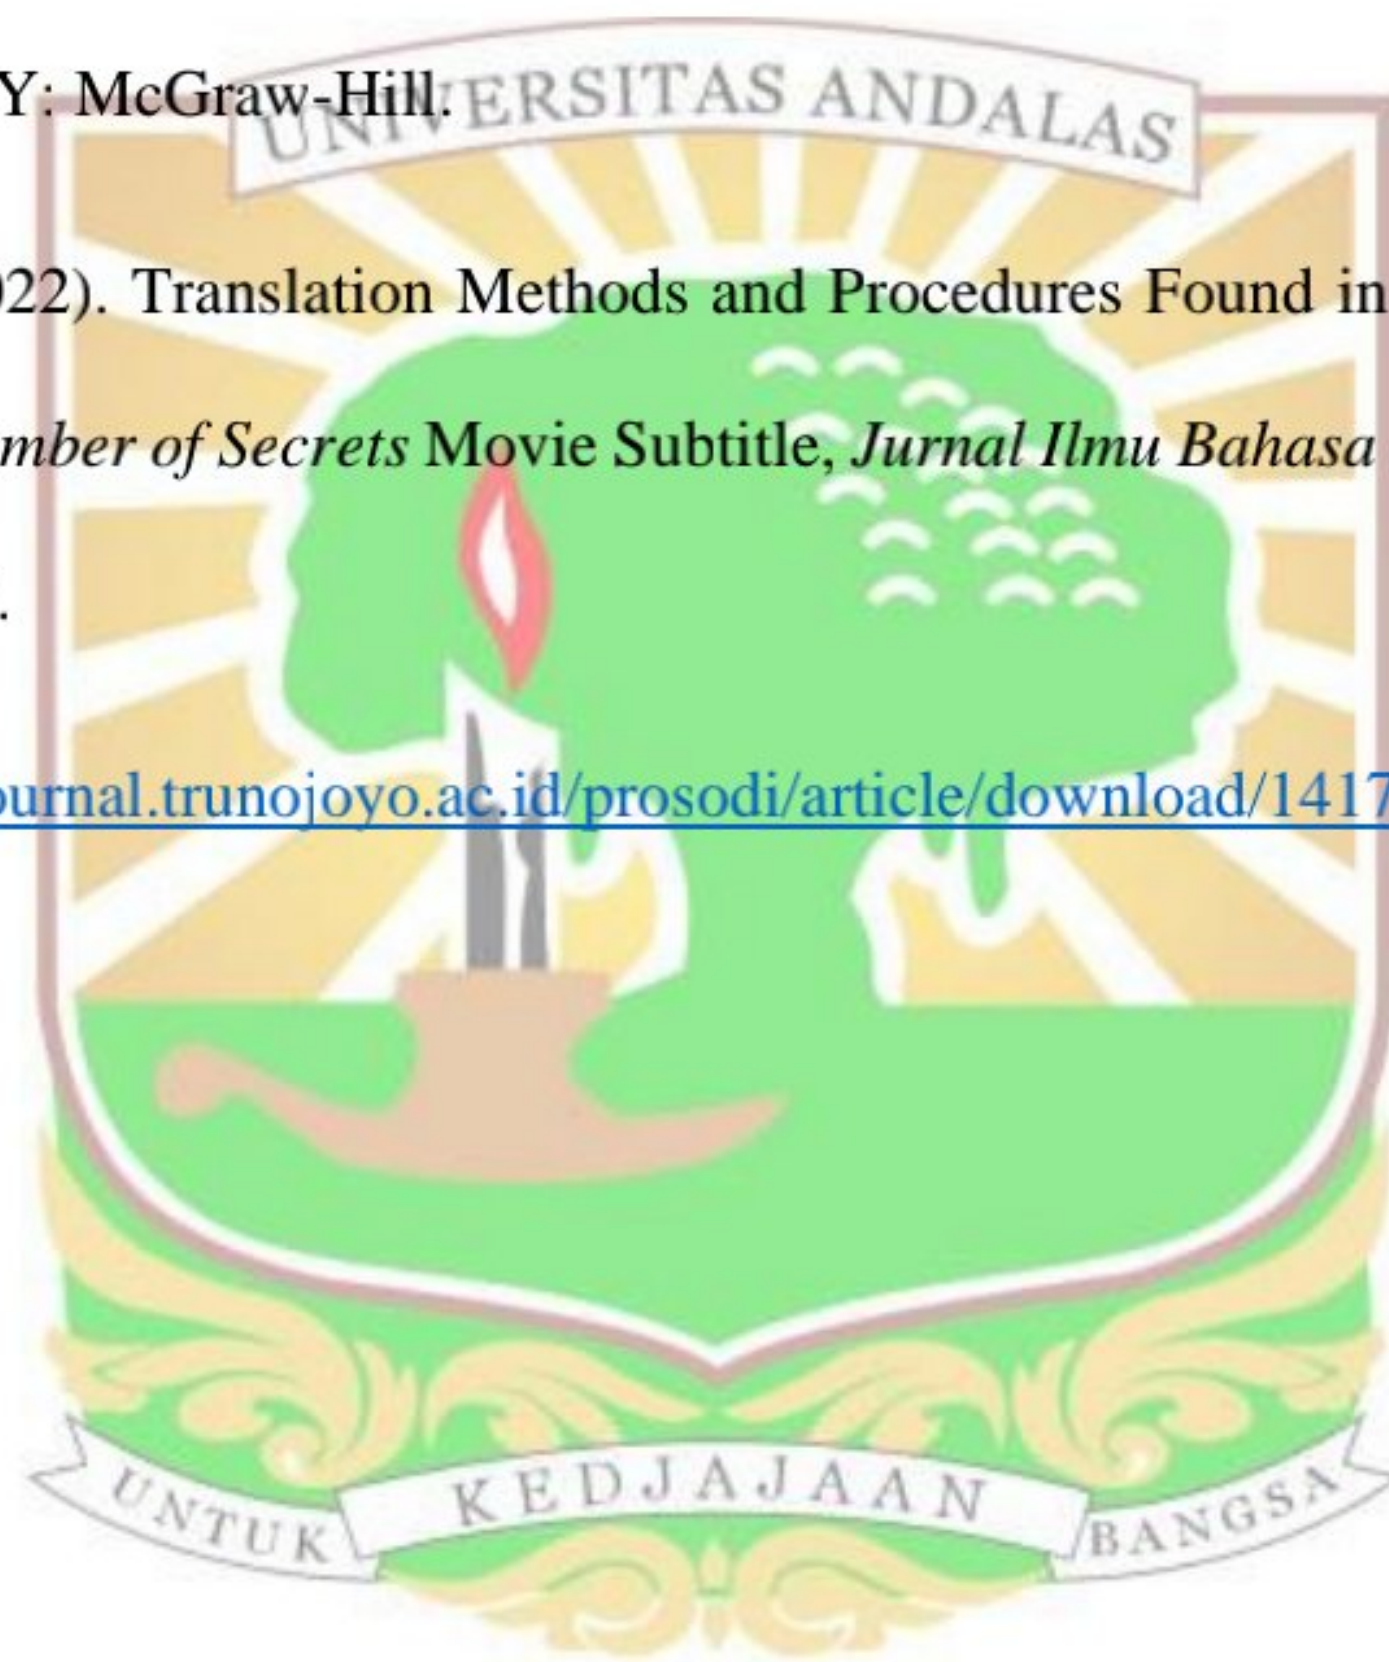 UNIVERSITAS ANDALAS
Y: McGraw-Hill.
022). Translation Methods and Procedures Found in
mber of Secrets Movie Subtitle, Jurnal Ilmu Bahasa
.
ournal.trunojoyo.ac.id/prosodi/article/download/1417
UNTUK KEDJAJAAN BANGSA